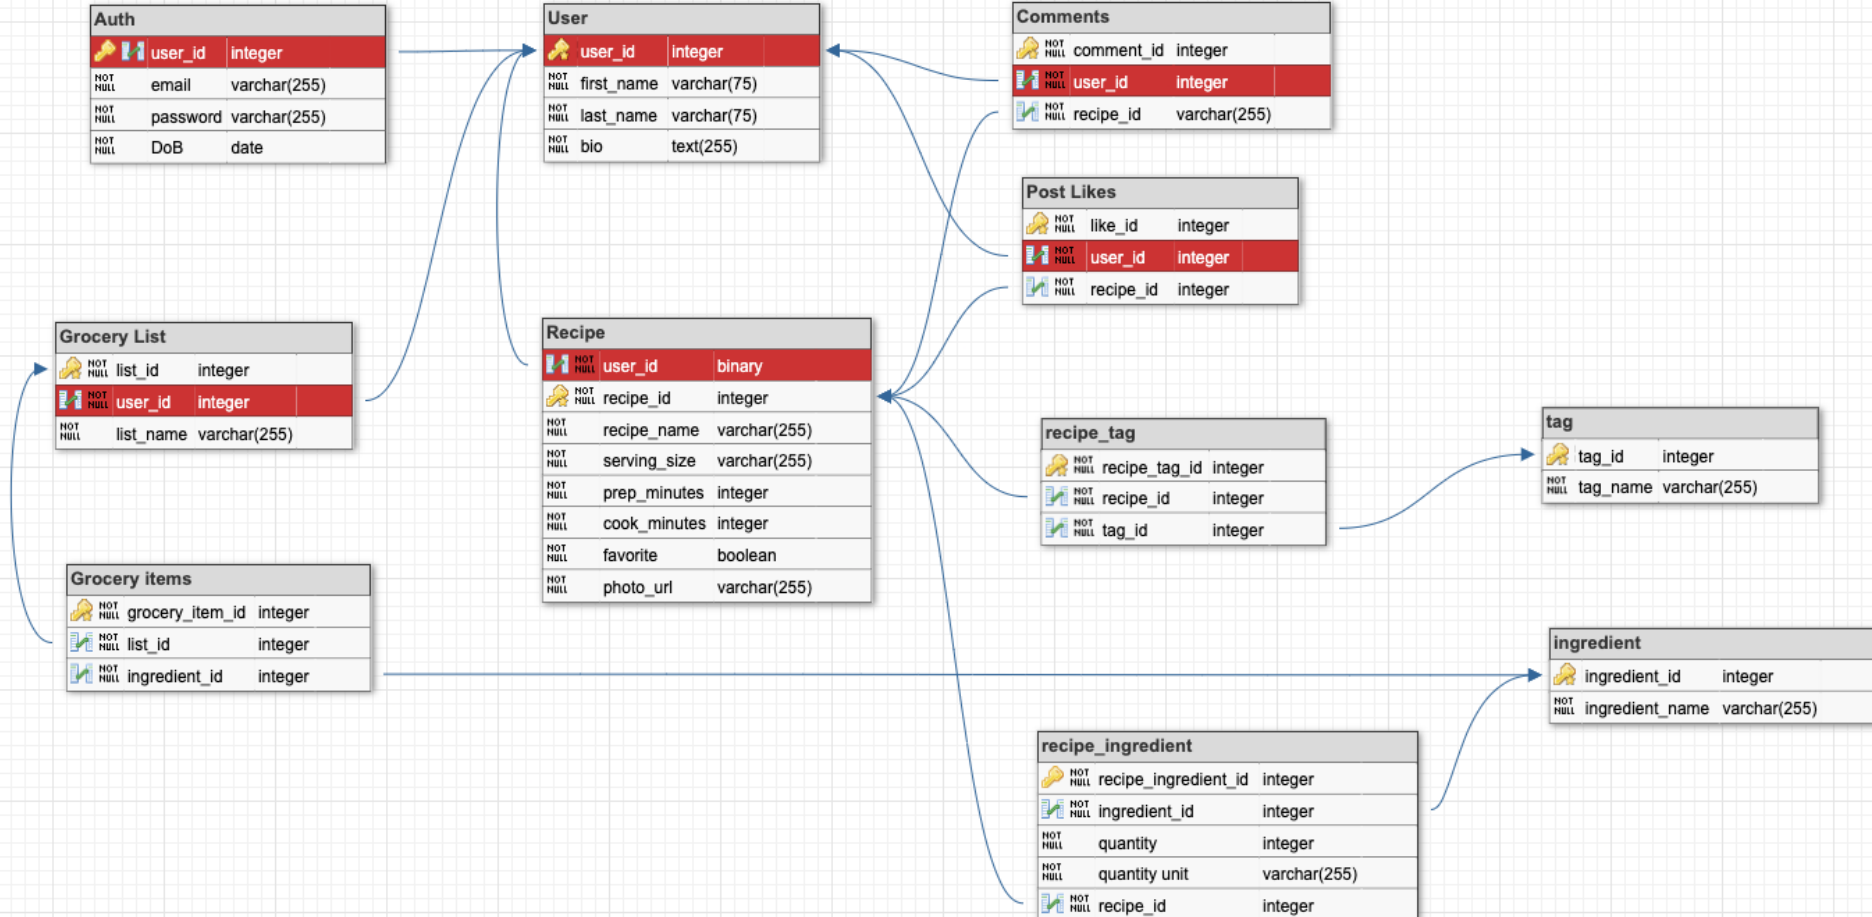 Auth
user_id integer
NOT NULL email varchar(255)
NOT NULL password varchar(255)
NOT NULL DoB date
User
user_id integer
NOT NULL first_name varchar(75)
NOT NULL last_name varchar(75)
NOT NULL bio text(255)
Comments
NOT NULL comment_id integer
NOT NULL user_id integer
NOT NULL recipe_id varchar(255)
Post Likes
NOT NULL like_id integer
NOT NULL user_id integer
NOT NULL recipe_id integer
Grocery List
NOT NULL list_id integer
NOT NULL user_id integer
NOT NULL list_name varchar(255)
Recipe
NOT NULL user_id binary
NOT NULL recipe_id integer
NOT NULL recipe_name varchar(255)
NOT NULL serving_size varchar(255)
NOT NULL prep_minutes integer
NOT NULL cook_minutes integer
NOT NULL favorite boolean
NOT NULL photo_url varchar(255)
recipe_tag
NOT NULL recipe_tag_id integer
NOT NULL recipe_id integer
NOT NULL tag_id integer
tag
tag_id integer
NOT NULL tag_name varchar(255)
Grocery items
NOT NULL grocery_item_id integer
NOT NULL list_id integer
NOT NULL ingredient_id integer
ingredient
ingredient_id integer
NOT NULL ingredient_name varchar(255)
recipe_ingredient
NOT NULL recipe_ingredient_id integer
NOT NULL ingredient_id integer
NOT NULL quantity integer
NOT NULL quantity unit varchar(255)
NOT NULL recipe_id integer